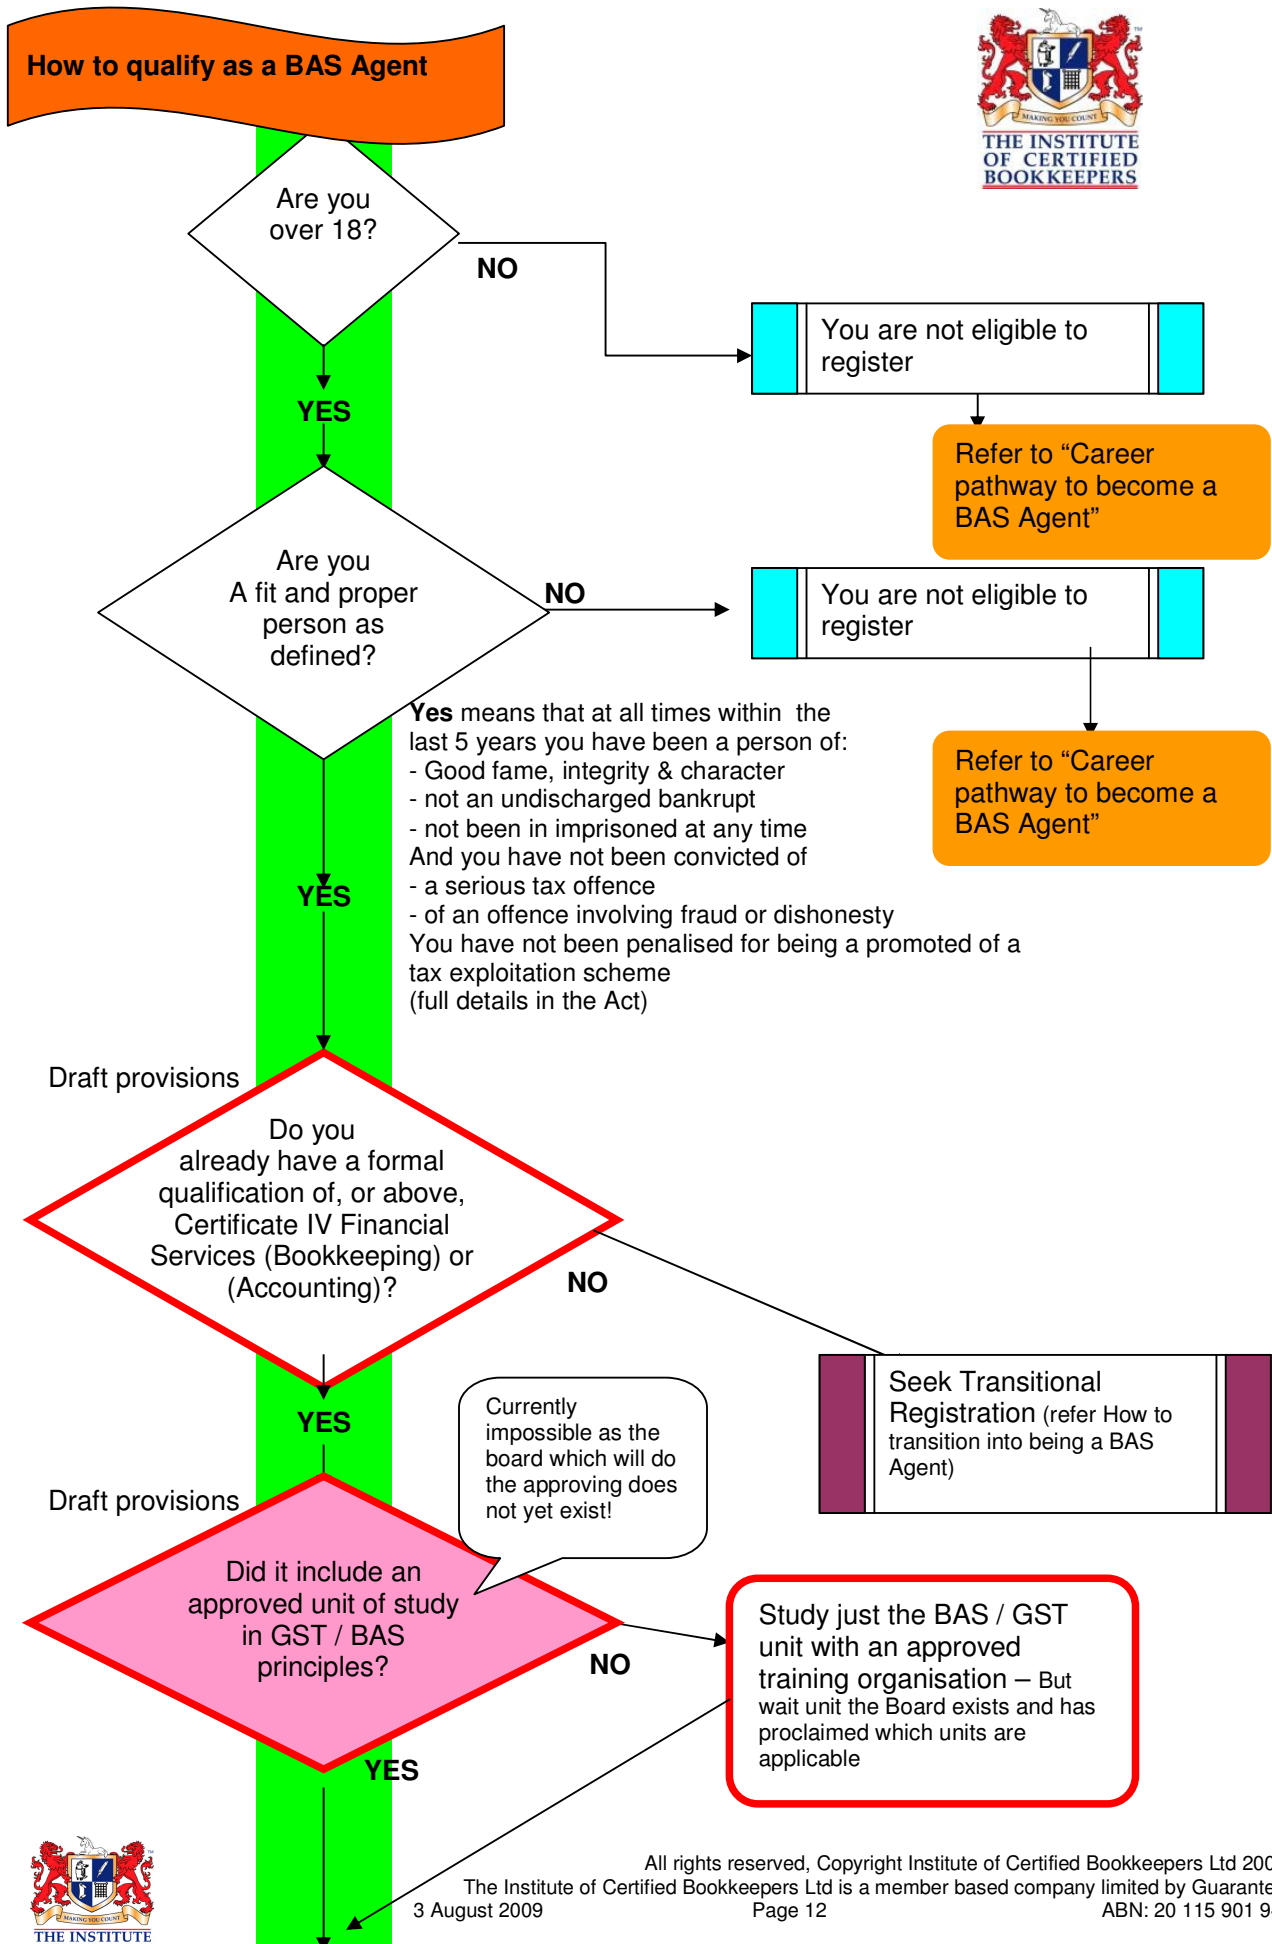 How to qualify as a BAS Agent
MAKING YOU COUNT
THE INSTITUTE
OF CERTIFIED
BOOKKEEPERS
Are you
over 18?
NO
You are not eligible to
register
YES
Refer to “Career
pathway to become a
BAS Agent”
Are you
A fit and proper
person as
defined?
NO
You are not eligible to
register
Yes means that at all times within the
last 5 years you have been a person of:
- Good fame, integrity & character
- not an undischarged bankrupt
- not been in imprisoned at any time
And you have not been convicted of
- a serious tax offence
- of an offence involving fraud or dishonesty
You have not been penalised for being a promoted of a
tax exploitation scheme
(full details in the Act)
Refer to “Career
pathway to become a
BAS Agent”
YES
Draft provisions
Do you
already have a formal
qualification of, or above,
Certificate IV Financial
Services (Bookkeeping) or
(Accounting)?
NO
Seek Transitional
Registration (refer How to
transition into being a BAS
Agent)
YES
Currently
impossible as the
board which will do
the approving does
not yet exist!
Draft provisions
Did it include an
approved unit of study
in GST / BAS
principles?
NO
Study just the BAS / GST
unit with an approved
training organisation – But
wait unit the Board exists and has
proclaimed which units are
applicable
YES
MAKING YOU COUNT
THE INSTITUTE
All rights reserved, Copyright Institute of Certified Bookkeepers Ltd 200
The Institute of Certified Bookkeepers Ltd is a member based company limited by Guarante
3 August 2009 Page 12 ABN: 20 115 901 9